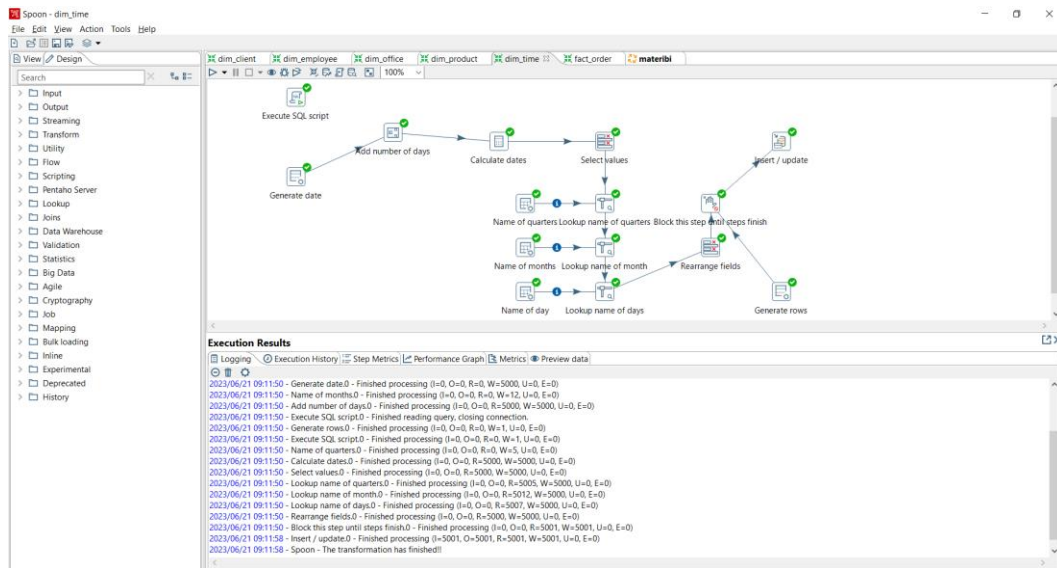 Spoon - dim_time
File Edit View Action Tools Help
View Design
Search
Input
Output
Streaming
Transform
Utility
Flow
Scripting
Pentaho Server
Lookup
Joins
Data Warehouse
Validation
Statistics
Big Data
Agile
Cryptography
Job
Mapping
Bulk loading
Inline
Experimental
Deprecated
History
dim_client dim_employee dim_office dim_product dim_time fact_order materibi
100%
Execute SQL script
Add number of days
Calculate dates
Select values
Insert / update
Generate date
Name of quarters Lookup name of quarters Block this step until steps finish
Name of months Lookup name of month Rearrange fields
Name of day Lookup name of days Generate rows
Execution Results
Logging Execution History Step Metrics Performance Graph Metrics Preview data
2023/06/21 09:11:50 - Generate date.0 - Finished processing (I=0, O=0, R=0, W=5000, U=0, E=0)
2023/06/21 09:11:50 - Name of months.0 - Finished processing (I=0, O=0, R=0, W=12, U=0, E=0)
2023/06/21 09:11:50 - Add number of days.0 - Finished processing (I=0, O=0, R=5000, W=5000, U=0, E=0)
2023/06/21 09:11:50 - Execute SQL script.0 - Finished reading query, closing connection.
2023/06/21 09:11:50 - Generate rows.0 - Finished processing (I=0, O=0, R=0, W=1, U=0, E=0)
2023/06/21 09:11:50 - Execute SQL script.0 - Finished processing (I=0, O=0, R=0, W=1, U=0, E=0)
2023/06/21 09:11:50 - Name of quarters.0 - Finished processing (I=0, O=0, R=0, W=5, U=0, E=0)
2023/06/21 09:11:50 - Calculate dates.0 - Finished processing (I=0, O=0, R=5000, W=5000, U=0, E=0)
2023/06/21 09:11:50 - Select values.0 - Finished processing (I=0, O=0, R=5000, W=5000, U=0, E=0)
2023/06/21 09:11:50 - Lookup name of quarters.0 - Finished processing (I=0, O=0, R=5005, W=5000, U=0, E=0)
2023/06/21 09:11:50 - Lookup name of month.0 - Finished processing (I=0, O=0, R=5012, W=5000, U=0, E=0)
2023/06/21 09:11:50 - Lookup name of days.0 - Finished processing (I=0, O=0, R=5007, W=5000, U=0, E=0)
2023/06/21 09:11:50 - Rearrange fields.0 - Finished processing (I=0, O=0, R=5000, W=5000, U=0, E=0)
2023/06/21 09:11:50 - Block this step until steps finish.0 - Finished processing (I=0, O=0, R=5001, W=5001, U=0, E=0)
2023/06/21 09:11:58 - Insert / update.0 - Finished processing (I=5001, O=5001, R=5001, W=5001, U=0, E=0)
2023/06/21 09:11:58 - Spoon - The transformation has finished!!